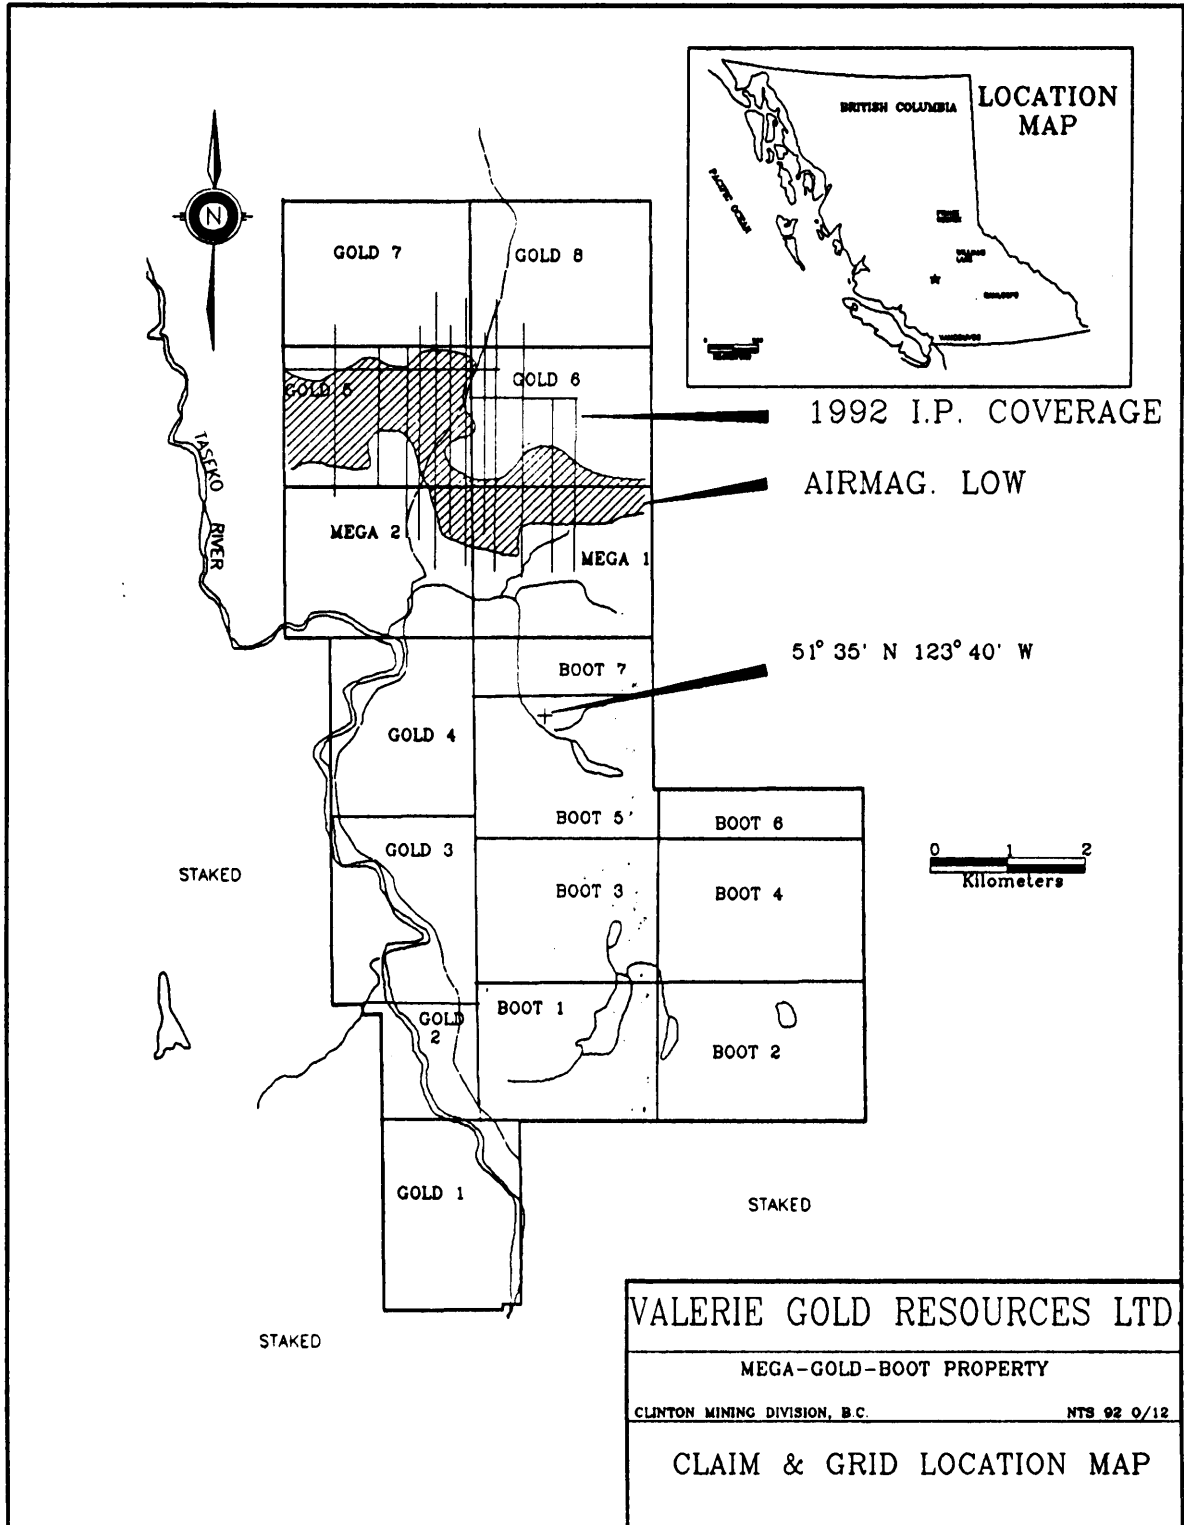 LOCATION
MAP
BRITISH COLUMBIA
PACIFIC OCEAN
VANCOUVER
N
GOLD 7
GOLD 8
GOLD 5
GOLD 6
1992 I.P. COVERAGE
AIRMAG. LOW
TASEKO
RIVER
MEGA 2
MEGA 1
51° 35' N 123° 40' W
BOOT 7
GOLD 4
BOOT 5
BOOT 6
GOLD 3
0 1 2
Kilometers
STAKED
BOOT 3
BOOT 4
BOOT 1
GOLD
2
BOOT 2
GOLD 1
STAKED
STAKED
VALERIE GOLD RESOURCES LTD.
MEGA-GOLD-BOOT PROPERTY
CLINTON MINING DIVISION, B.C. NTS 92 O/12
CLAIM & GRID LOCATION MAP